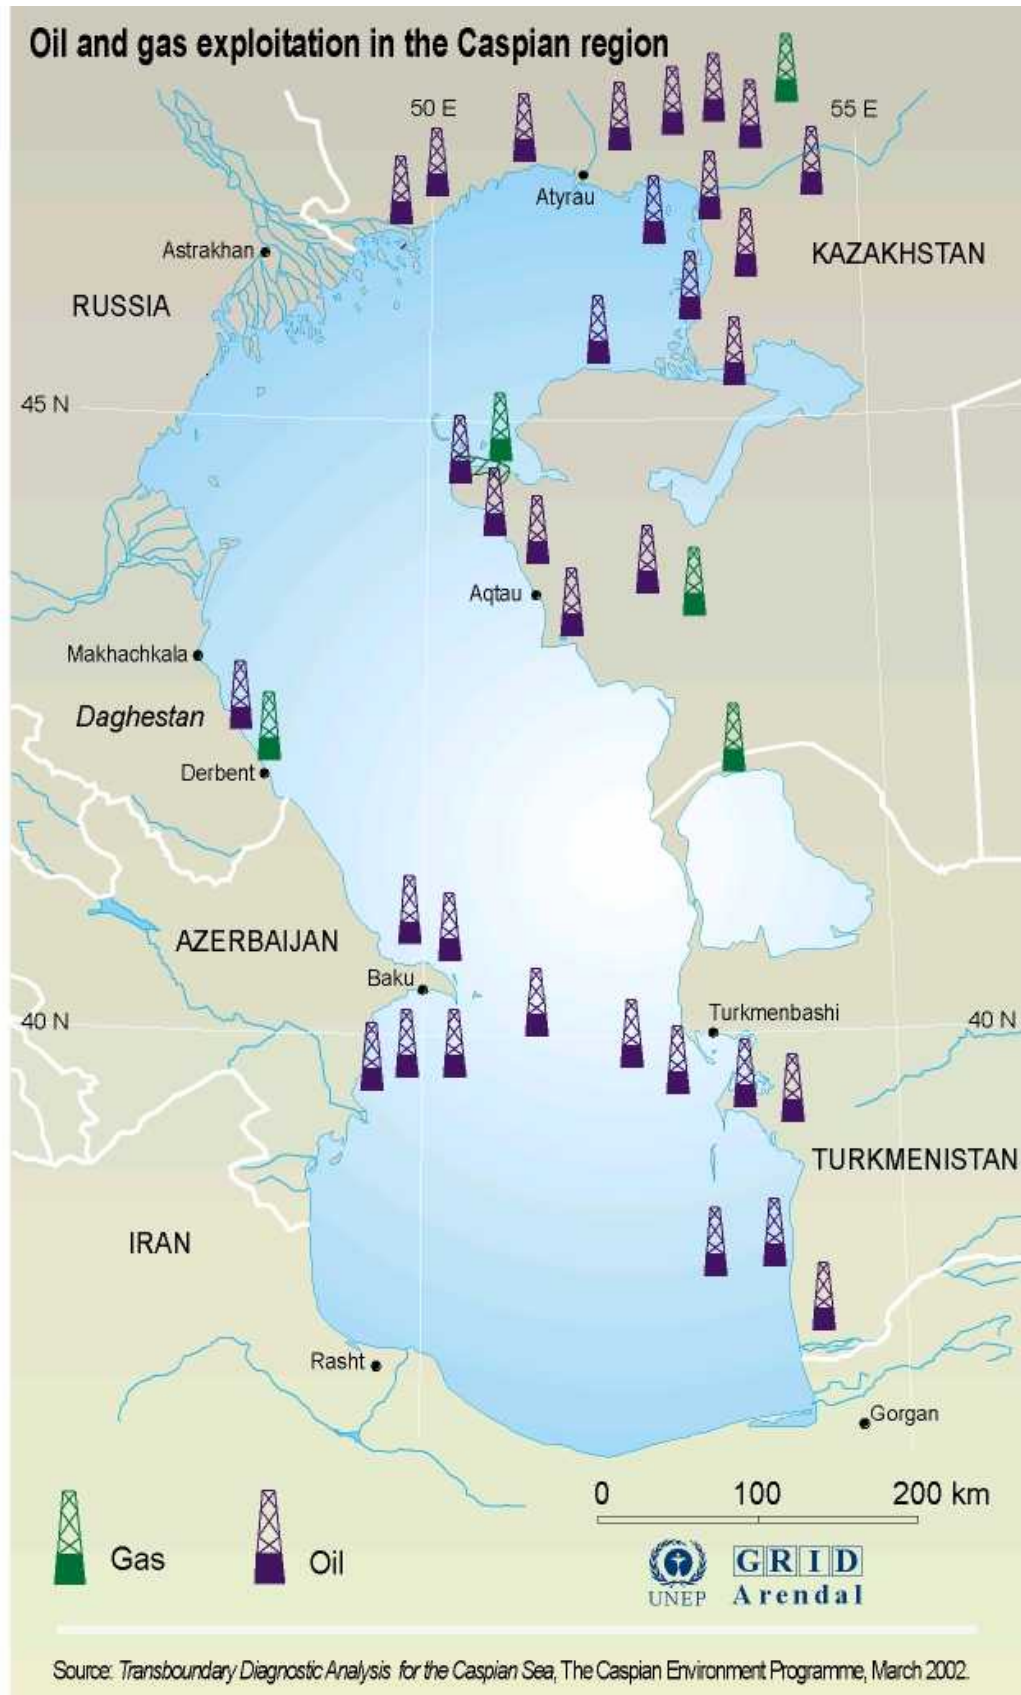 Oil and gas exploitation in the Caspian region
50 E
55 E
Atyrau
Astrakhan
KAZAKHSTAN
RUSSIA
45 N
Aqtau
Makhachkala
Daghestan
Derbent
AZERBAIJAN
Baku
Turkmenbashi
40 N
40 N
TURKMENISTAN
IRAN
Rasht
Gorgan
0 100 200 km
Gas
Oil
UNEP
GRID
Arendal
Source: Transboundary Diagnostic Analysis for the Caspian Sea, The Caspian Environment Programme, March 2002.